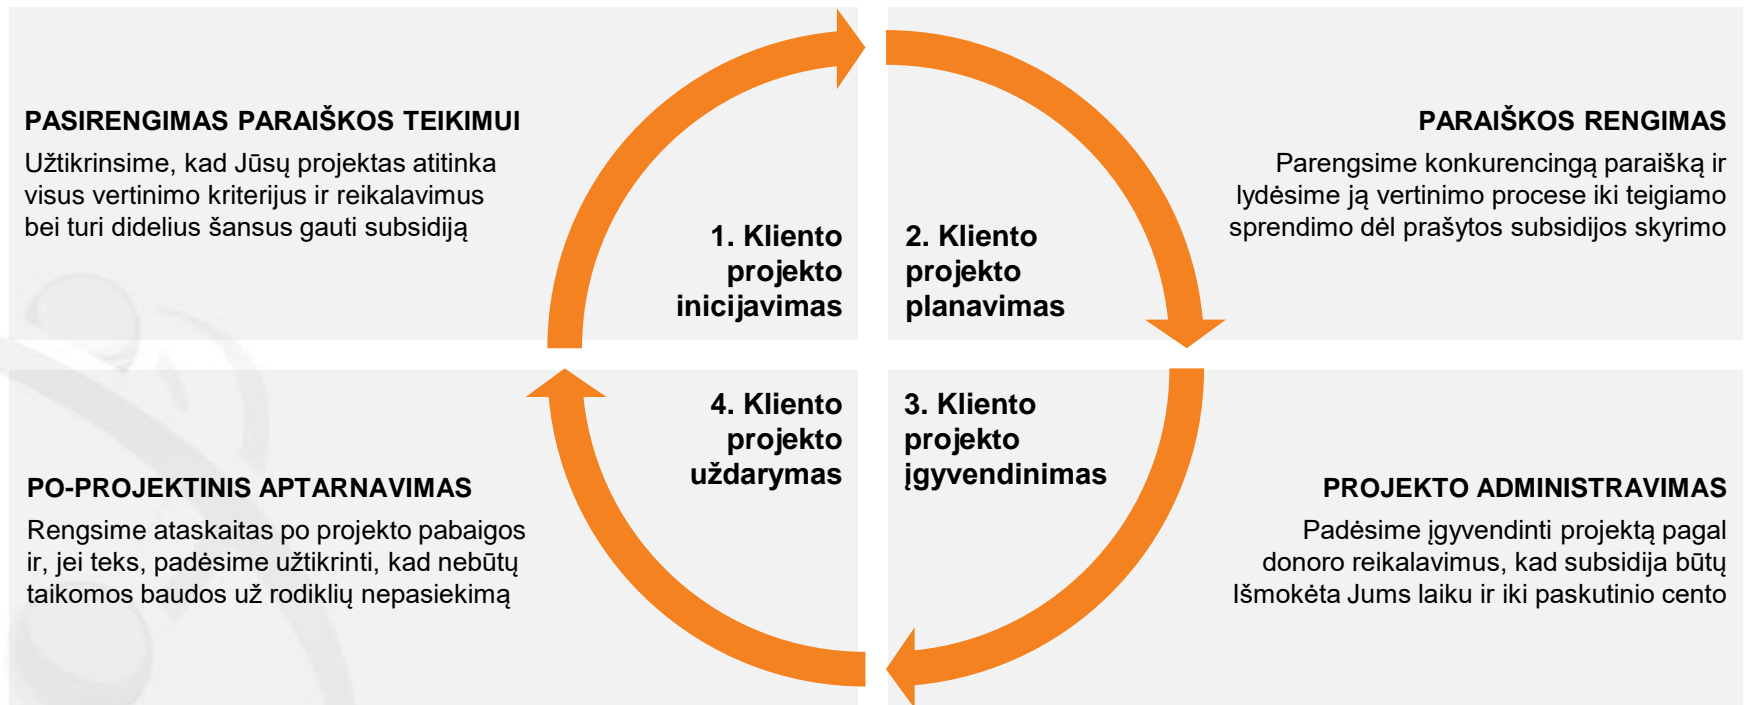 PASIRENGIMAS PARAIŠKOS TEIKIMUI
Užtikrinsime, kad Jūsų projektas atitinka
visus vertinimo kriterijus ir reikalavimus
bei turi didelius šansus gauti subsidiją
1. Kliento
projekto
inicijavimas
PARAIŠKOS RENGIMAS
Parengsime konkurencingą paraišką ir
lydėsime ją vertinimo procese iki teigiamo
sprendimo dėl prašytos subsidijos skyrimo
2. Kliento
projekto
planavimas
3. Kliento
projekto
įgyvendinimas
PROJEKTO ADMINISTRAVIMAS
Padėsime įgyvendinti projektą pagal
donoro reikalavimus, kad subsidija būtų
Išmokėta Jums laiku ir iki paskutinio cento
4. Kliento
projekto
uždarymas
PO-PROJEKTINIS APTARNAVIMAS
Rengsime ataskaitas po projekto pabaigos
ir, jei teks, padėsime užtikrinti, kad nebūtų
taikomos baudos už rodiklių nepasiekimą